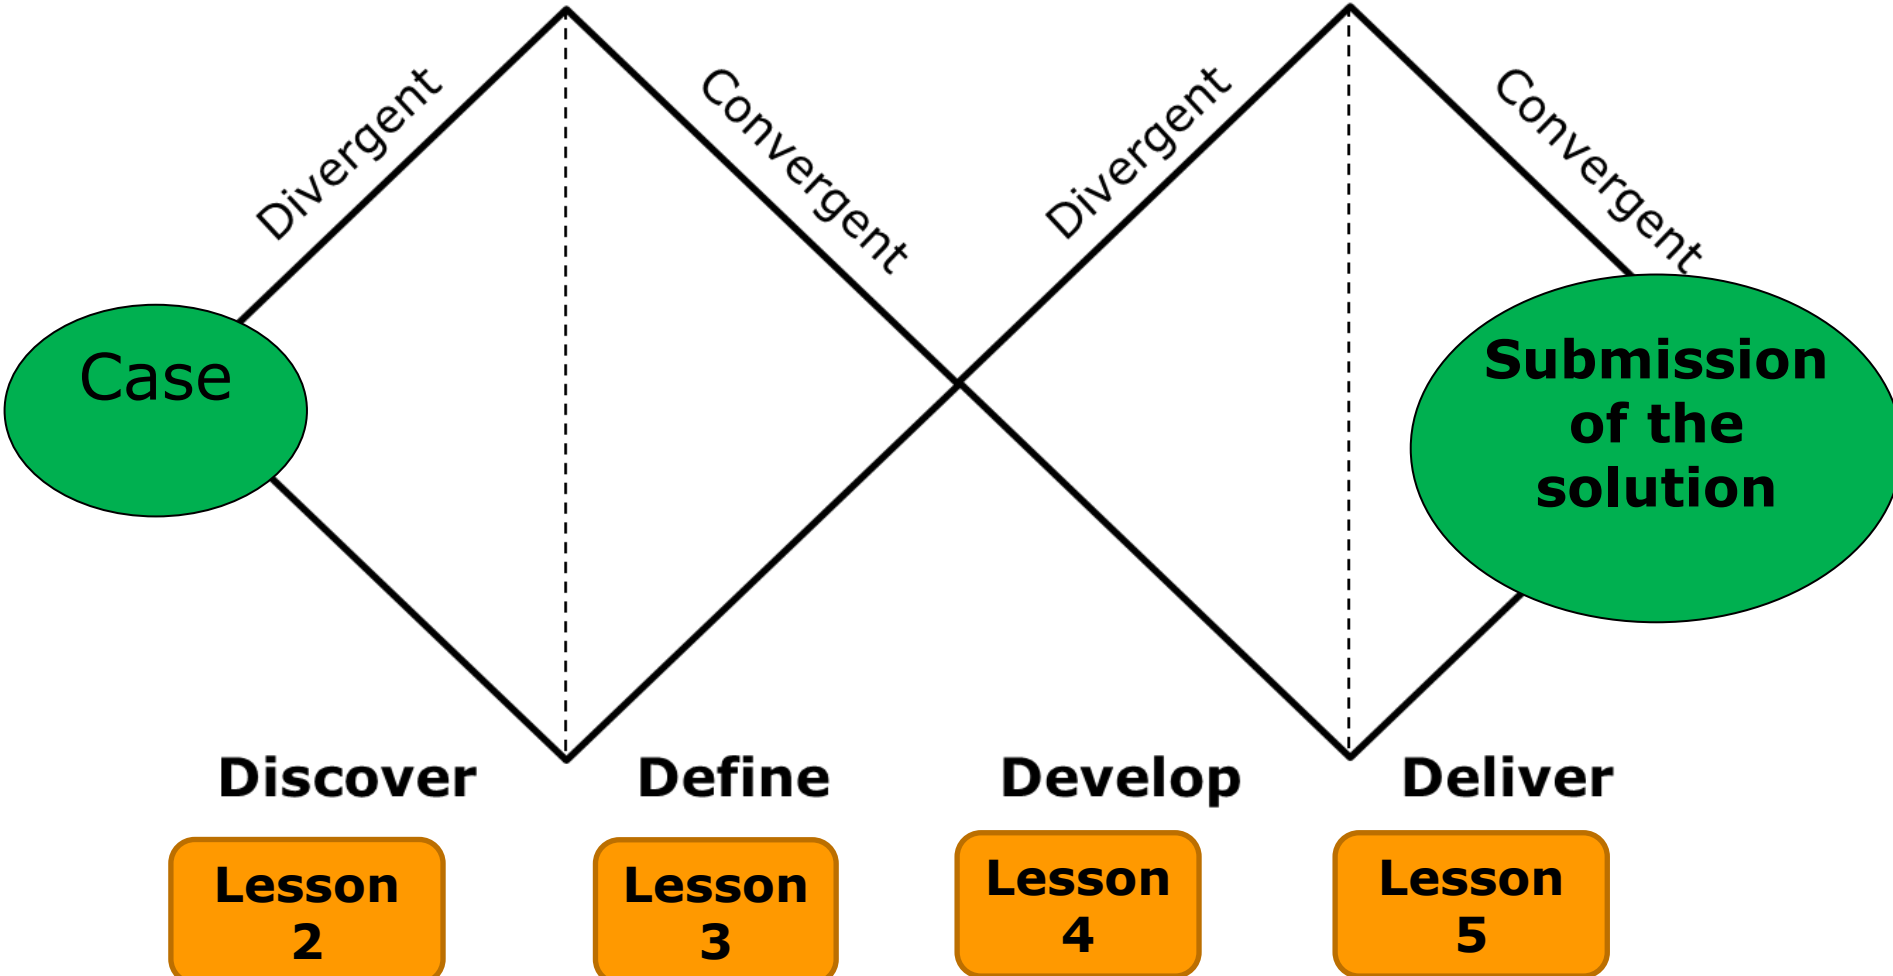 Divergent
Convergent
Divergent
Convergent
Case
Submission
of the
solution
Discover
Define
Develop
Deliver
Lesson
2
Lesson
3
Lesson
4
Lesson
5